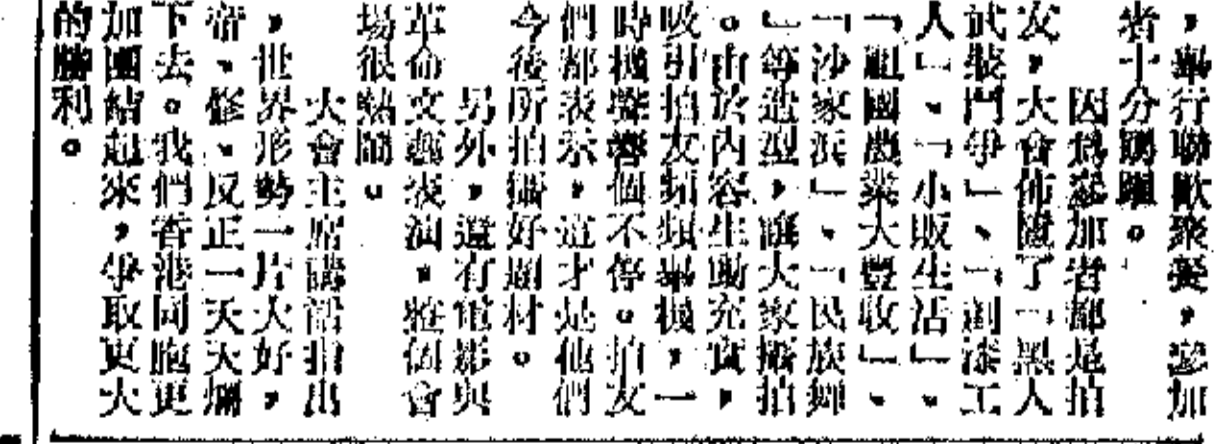 ，舉行聯歡聚餐，參加
者十分踴躍。
因為參加者都是拍
友，大會佈置了「黑人
武裝鬥爭」、「剷漆工
人」、「小販生活」、
「祖國農業大豐收」、
「沙家浜」、「民族舞
」等造型，讓大家攝拍
。由於內容生動充實，
吸引拍友頻頻舉機，一
時機聲響個不停。拍友
們都表示，這才是他們
今後所拍攝好題材。
另外，還有電影與
革命文藝表演。整個會
場很熱鬧。
大會主席講話指出
，世界形勢一片大好，
帝、修、反正一天天爛
下去。我們香港同胞更
加團結起來，爭取更大
的勝利。